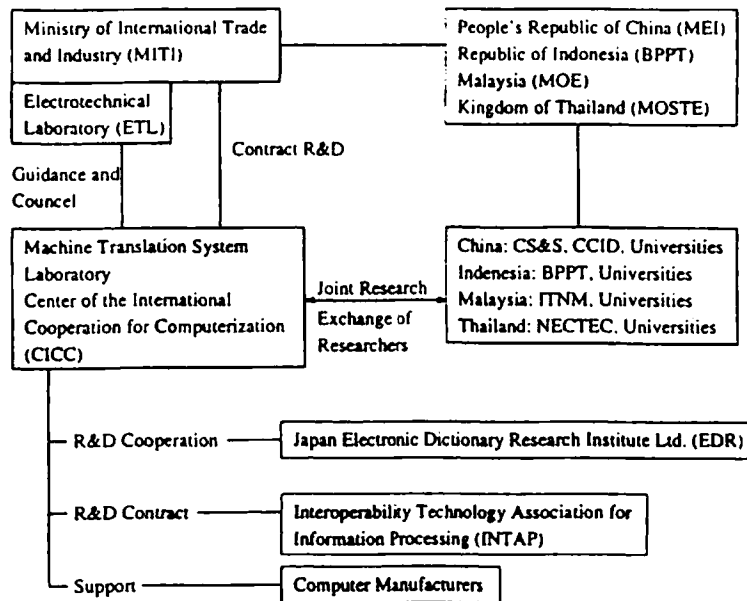 Ministry of International Trade
and Industry (MITI)
Electrotechnical
Laboratory (ETL)
People's Republic of China (MEI)
Republic of Indonesia (BPPT)
Malaysia (MOE)
Kingdom of Thailand (MOSTE)
Guidance and
Councel
Contract R&D
Machine Translation System
Laboratory
Center of the International
Cooperation for Computerization
(CICC)
Joint Research
Exchange of
Researchers
China: CS&S, CCID, Universities
Indenesia: BPPT, Universities
Malaysia: ITNM, Universities
Thailand: NECTEC, Universities
R&D Cooperation
Japan Electronic Dictionary Research Institute Ltd. (EDR)
R&D Contract
Interoperability Technology Association for
Information Processing (INTAP)
Support
Computer Manufacturers